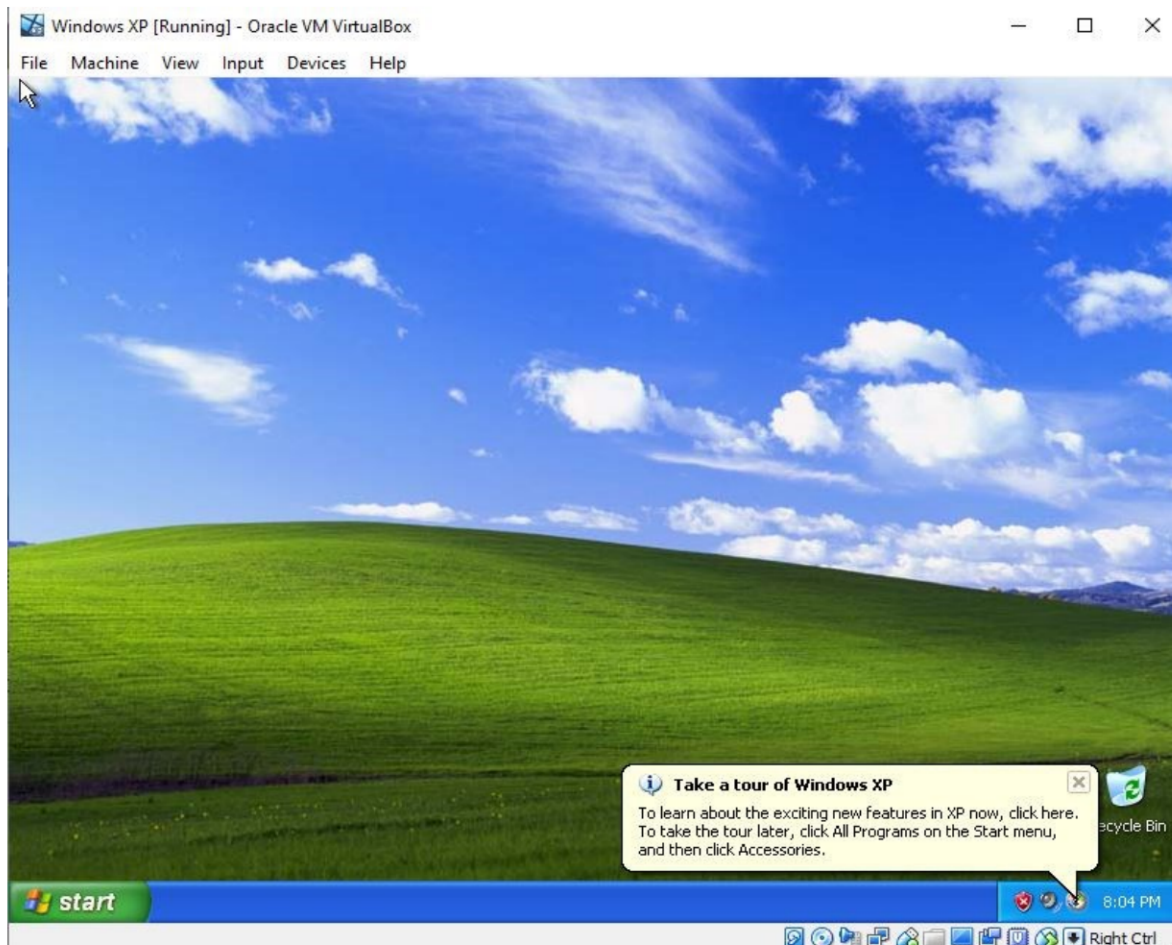 Windows XP [Running] - Oracle VM VirtualBox
File Machine View Input Devices Help
Take a tour of Windows XP
To learn about the exciting new features in XP now, click here.
To take the tour later, click All Programs on the Start menu,
and then click Accessories.
ecycle Bin
start
8:04 PM
Right Ctrl